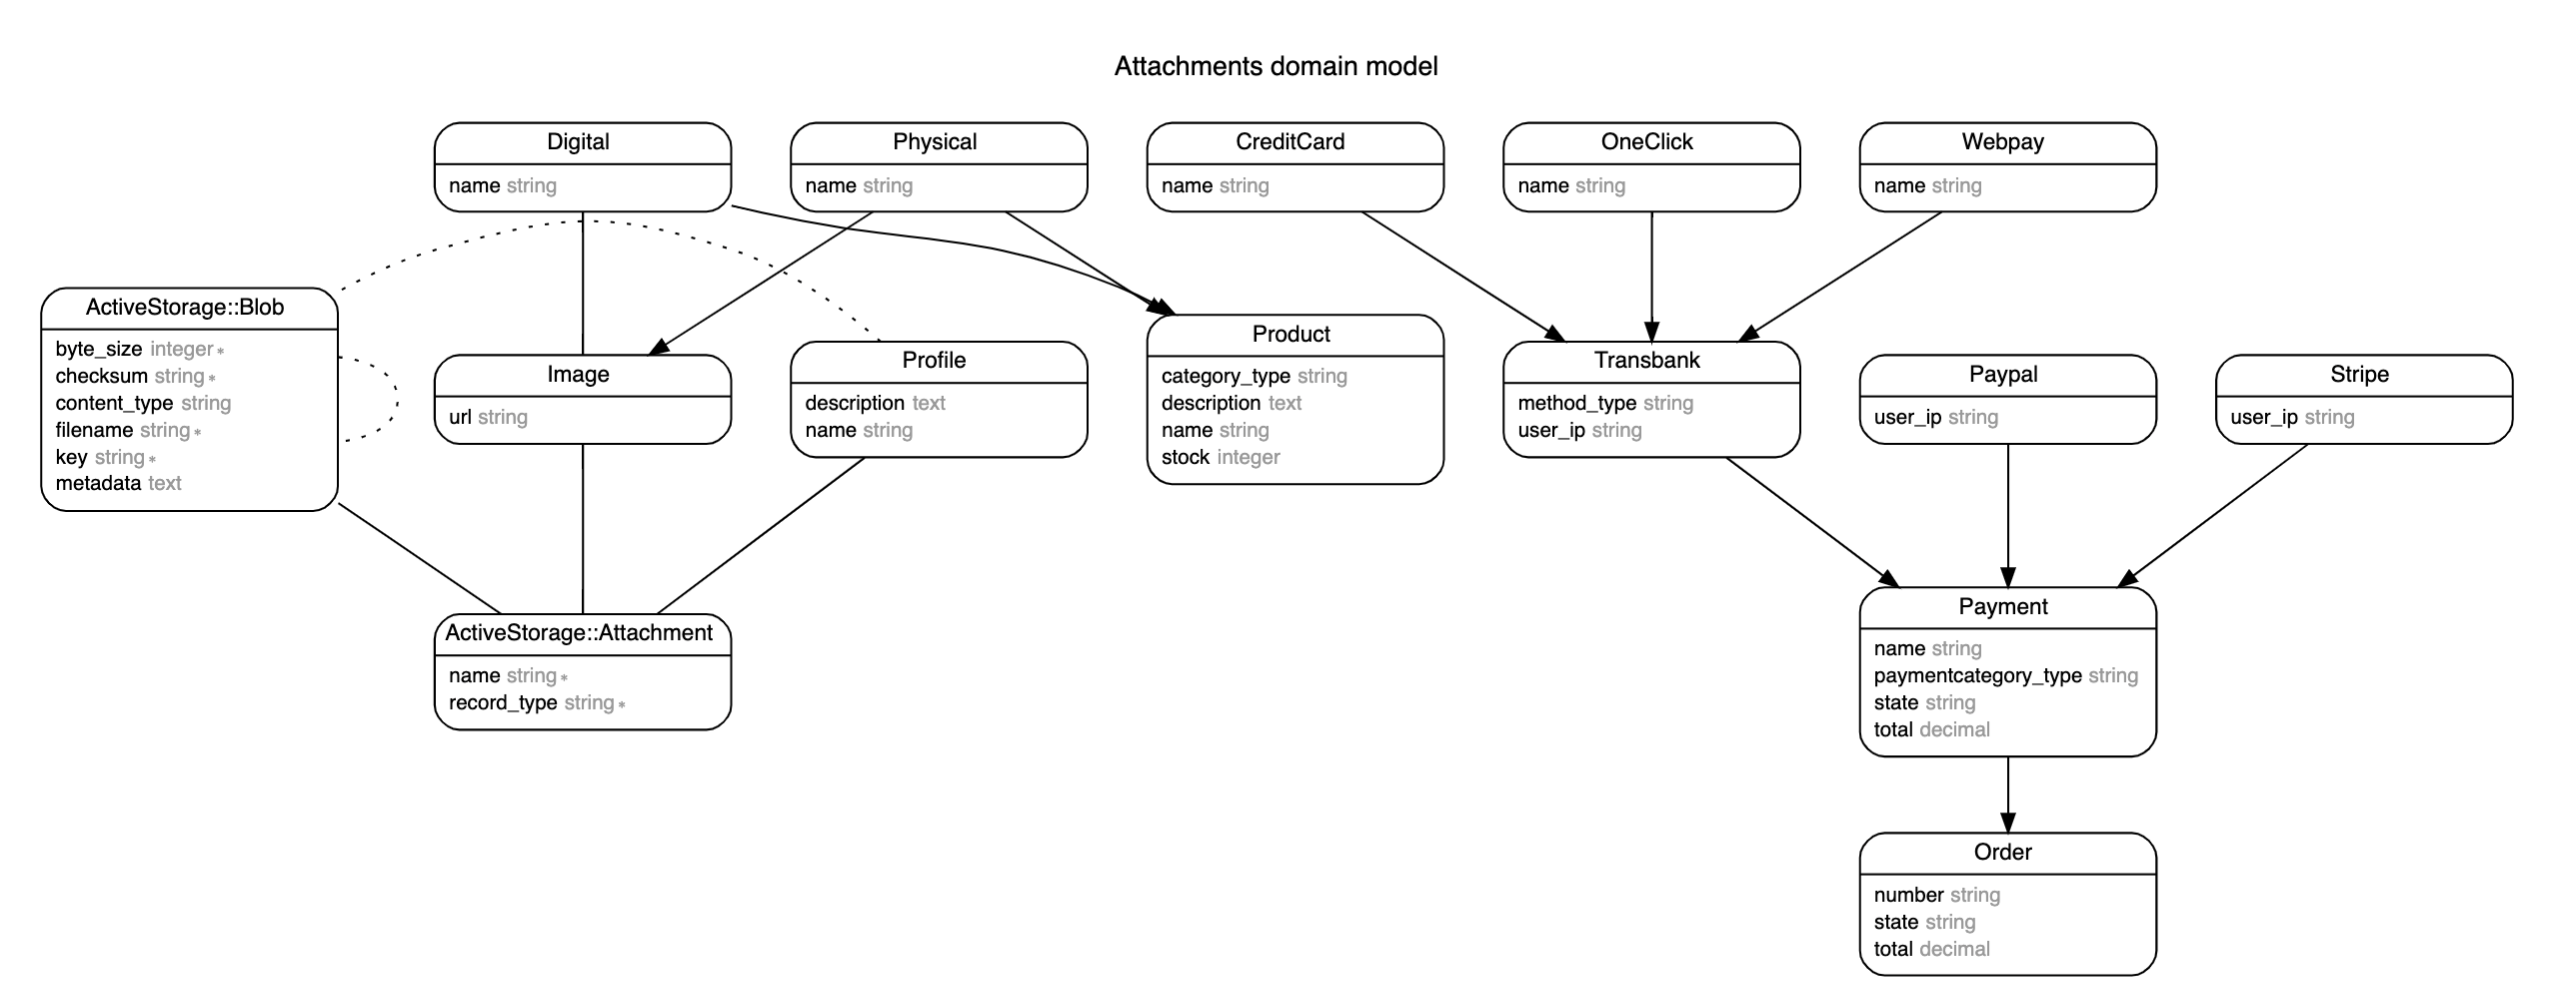 Attachments domain model
Digital
name string
Physical
name string
CreditCard
name string
OneClick
name string
Webpay
name string
ActiveStorage::Blob
byte_size integer *
checksum string *
content_type string
filename string *
key string *
metadata text
Image
url string
Profile
description text
name string
Product
category_type string
description text
name string
stock integer
Transbank
method_type string
user_ip string
Paypal
user_ip string
Stripe
user_ip string
ActiveStorage::Attachment
name string *
record_type string *
Payment
name string
paymentcategory_type string
state string
total decimal
Order
number string
state string
total decimal